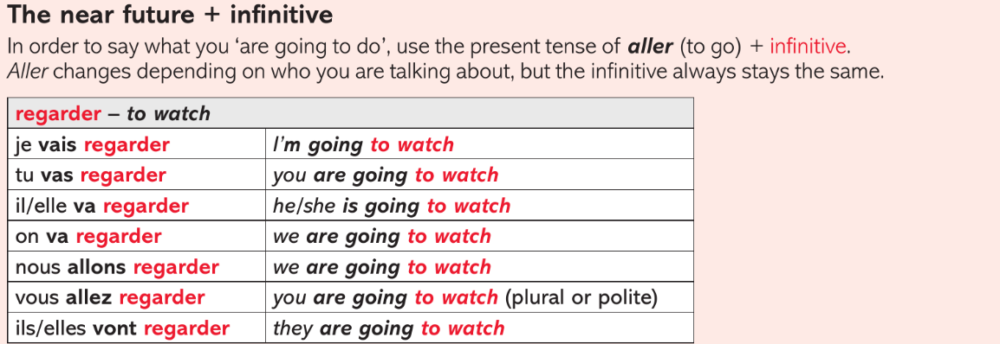 The near future + infinitive
In order to say what you ‘are going to do’, use the present tense of aller (to go) + infinitive.
Aller changes depending on who you are talking about, but the infinitive always stays the same.
regarder – to watch
je vais regarder I’m going to watch
tu vas regarder you are going to watch
il/elle va regarder he/she is going to watch
on va regarder we are going to watch
nous allons regarder we are going to watch
vous allez regarder you are going to watch (plural or polite)
ils/elles vont regarder they are going to watch